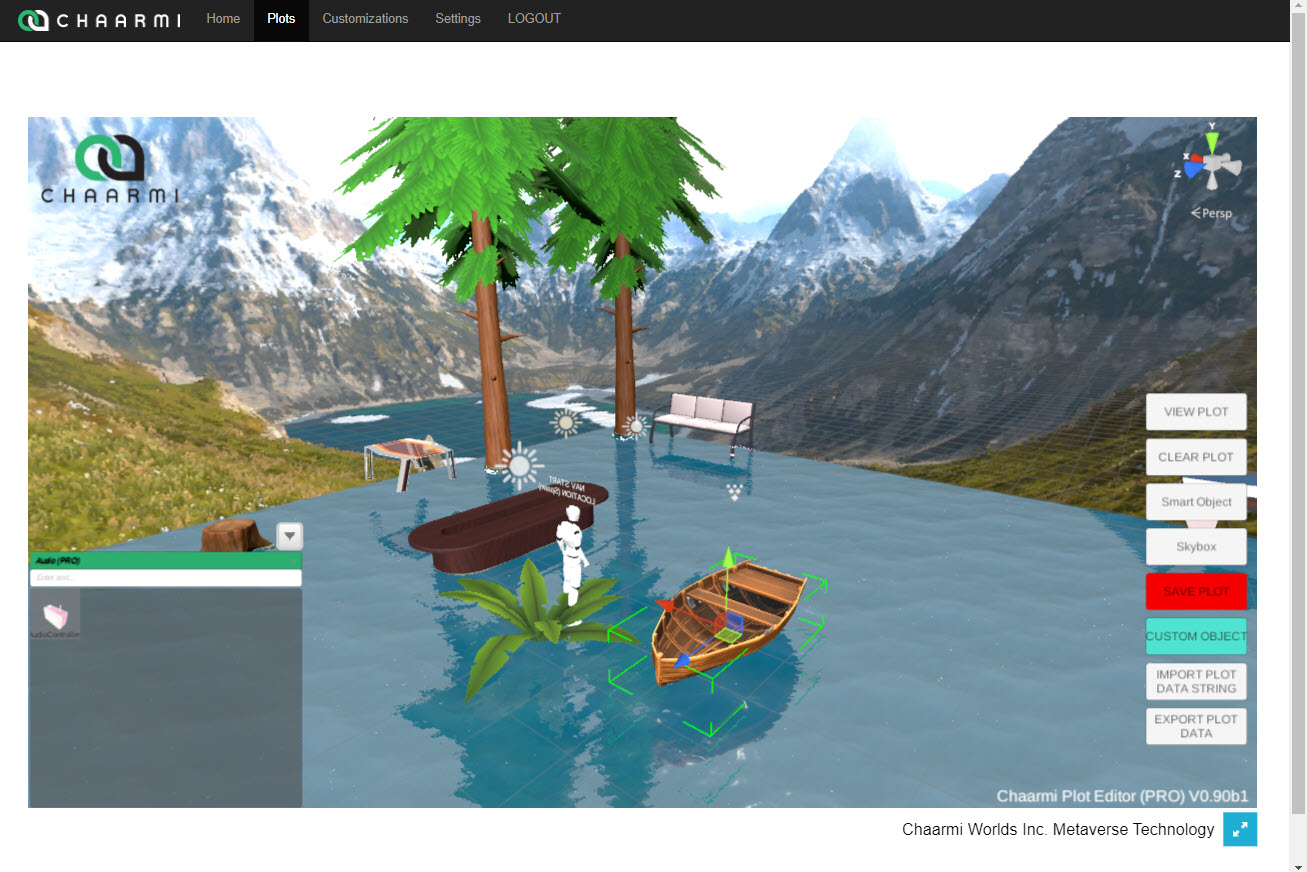 CHAARMI Home Plots Customizations Settings LOGOUT
CHAARMI
Y
X
Z
Persp
VIEW PLOT
CLEAR PLOT
NAV START
LOCATION (Spawn)
Smart Object
Skybox
Audio (PRO)
Enter text...
SAVE PLOT
AudioController
CUSTOM OBJECT
IMPORT PLOT
DATA STRING
EXPORT PLOT
DATA
Chaarmi Plot Editor (PRO) V0.90b1
Chaarmi Worlds Inc. Metaverse Technology